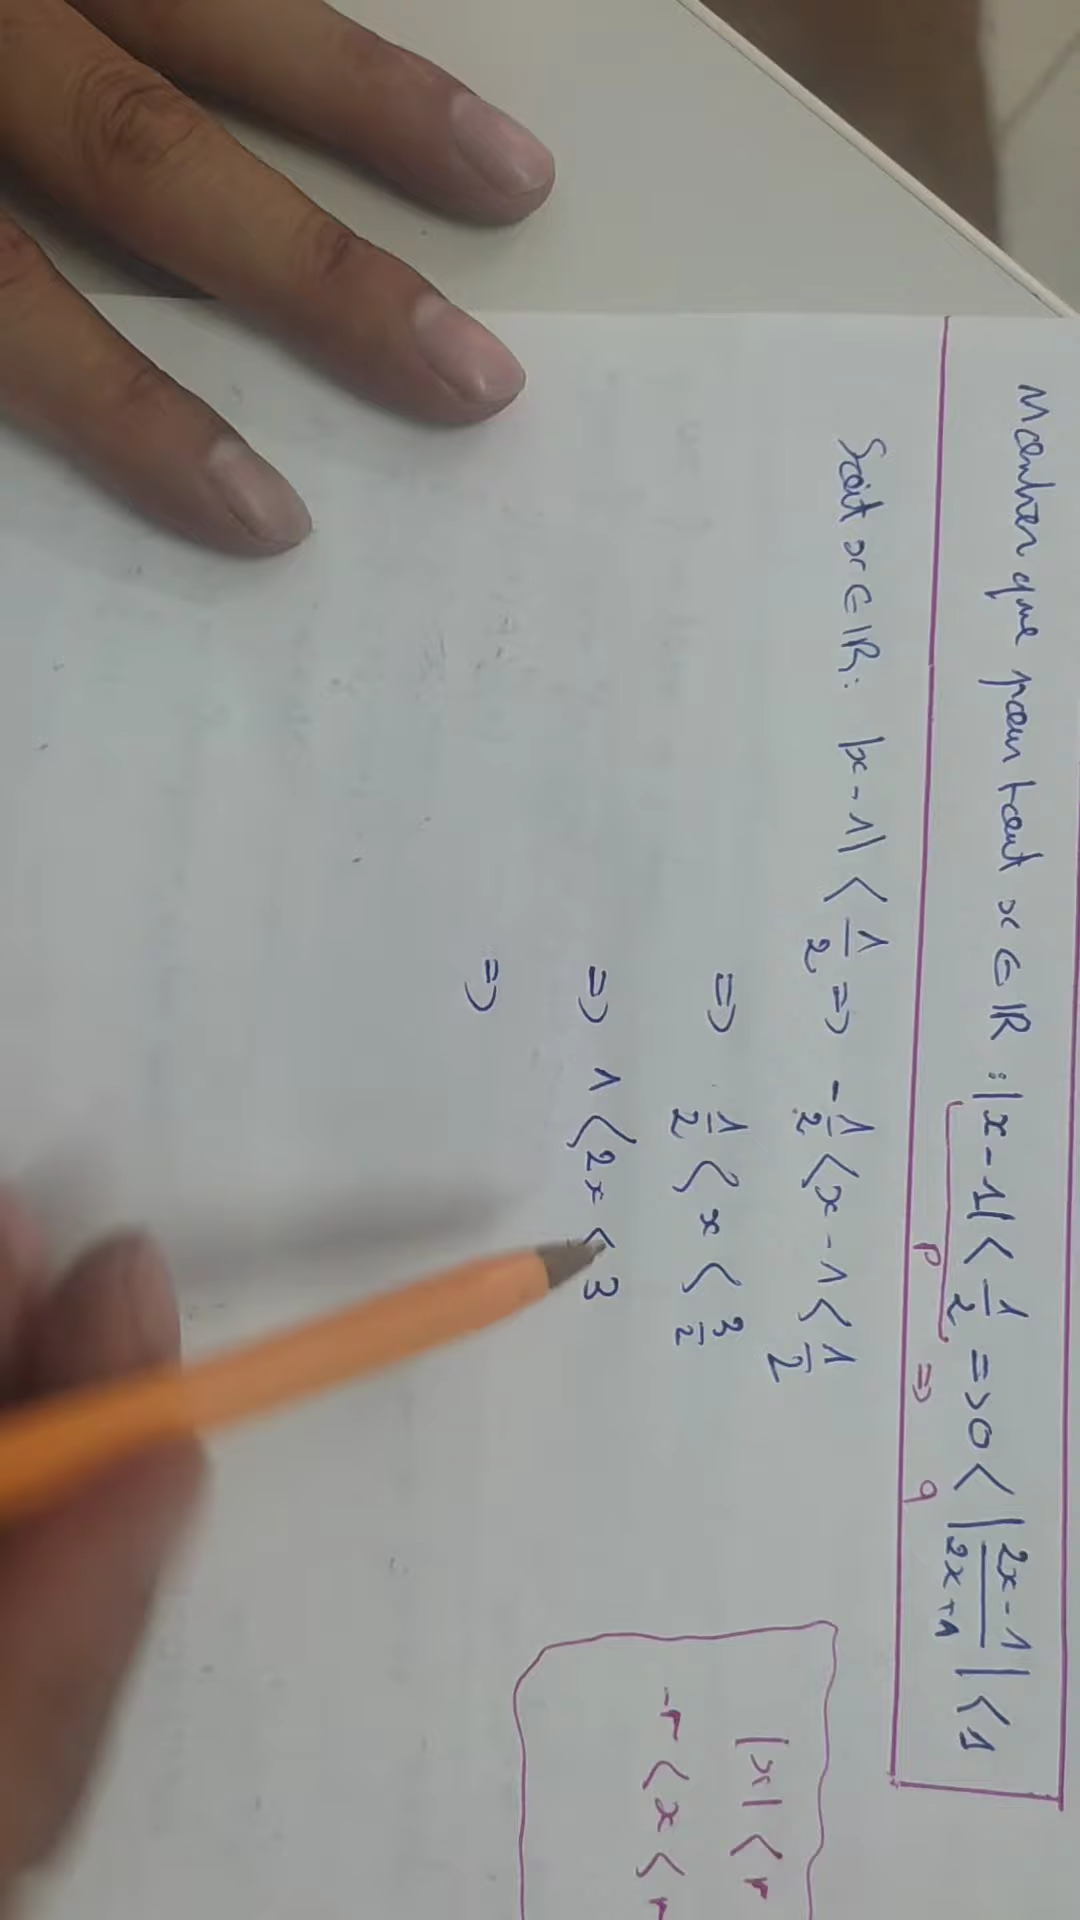 Montrer que pour tout x ∈ ℝ : |x - 1| < 1/2 => 0 < |(2x - 1)/(2x + 1)| < 1
p => q
Soit x ∈ ℝ: |x - 1| < 1/2 => -1/2 < x - 1 < 1/2
=> 1/2 < x < 3/2
=> 1 < 2x < 3
=>
|x| < r
-r < x < r